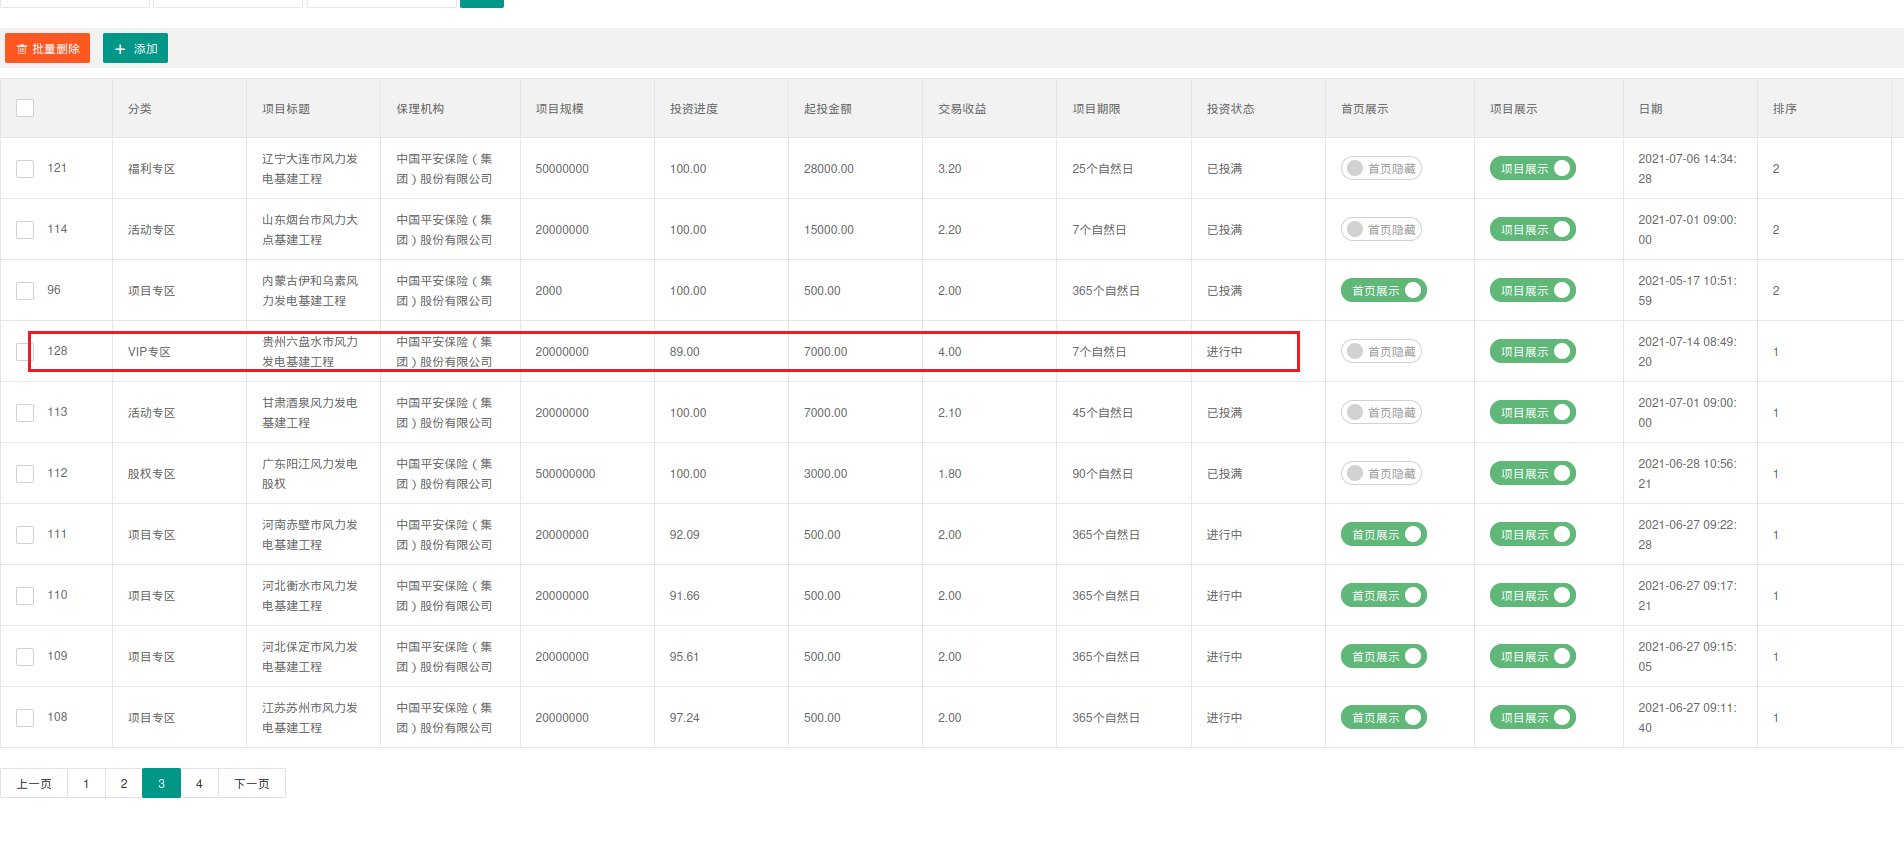 批量删除 添加
分类 项目标题 保理机构 项目规模 投资进度 起投金额 交易收益 项目期限 投资状态 首页展示 项目展示 日期 排序
121 福利专区 辽宁大连市风力发电基建工程 中国平安保险（集团）股份有限公司 50000000 100.00 28000.00 3.20 25个自然日 已投满 首页隐藏 项目展示 2021-07-06 14:34:28 2
114 活动专区 山东烟台市风力大点基建工程 中国平安保险（集团）股份有限公司 20000000 100.00 15000.00 2.20 7个自然日 已投满 首页隐藏 项目展示 2021-07-01 09:00:00 2
96 项目专区 内蒙古伊和乌素风力发电基建工程 中国平安保险（集团）股份有限公司 2000 100.00 500.00 2.00 365个自然日 已投满 首页展示 项目展示 2021-05-17 10:51:59 2
128 VIP专区 贵州六盘水市风力发电基建工程 中国平安保险（集团）股份有限公司 20000000 89.00 7000.00 4.00 7个自然日 进行中 首页隐藏 项目展示 2021-07-14 08:49:20 1
113 活动专区 甘肃酒泉风力发电基建工程 中国平安保险（集团）股份有限公司 20000000 100.00 7000.00 2.10 45个自然日 已投满 首页隐藏 项目展示 2021-07-01 09:00:00 1
112 股权专区 广东阳江风力发电股权 中国平安保险（集团）股份有限公司 500000000 100.00 3000.00 1.80 90个自然日 已投满 首页隐藏 项目展示 2021-06-28 10:56:21 1
111 项目专区 河南赤壁市风力发电基建工程 中国平安保险（集团）股份有限公司 20000000 92.09 500.00 2.00 365个自然日 进行中 首页展示 项目展示 2021-06-27 09:22:28 1
110 项目专区 河北衡水市风力发电基建工程 中国平安保险（集团）股份有限公司 20000000 91.66 500.00 2.00 365个自然日 进行中 首页展示 项目展示 2021-06-27 09:17:21 1
109 项目专区 河北保定市风力发电基建工程 中国平安保险（集团）股份有限公司 20000000 95.61 500.00 2.00 365个自然日 进行中 首页展示 项目展示 2021-06-27 09:15:05 1
108 项目专区 江苏苏州市风力发电基建工程 中国平安保险（集团）股份有限公司 20000000 97.24 500.00 2.00 365个自然日 进行中 首页展示 项目展示 2021-06-27 09:11:40 1
上一页 1 2 3 4 下一页